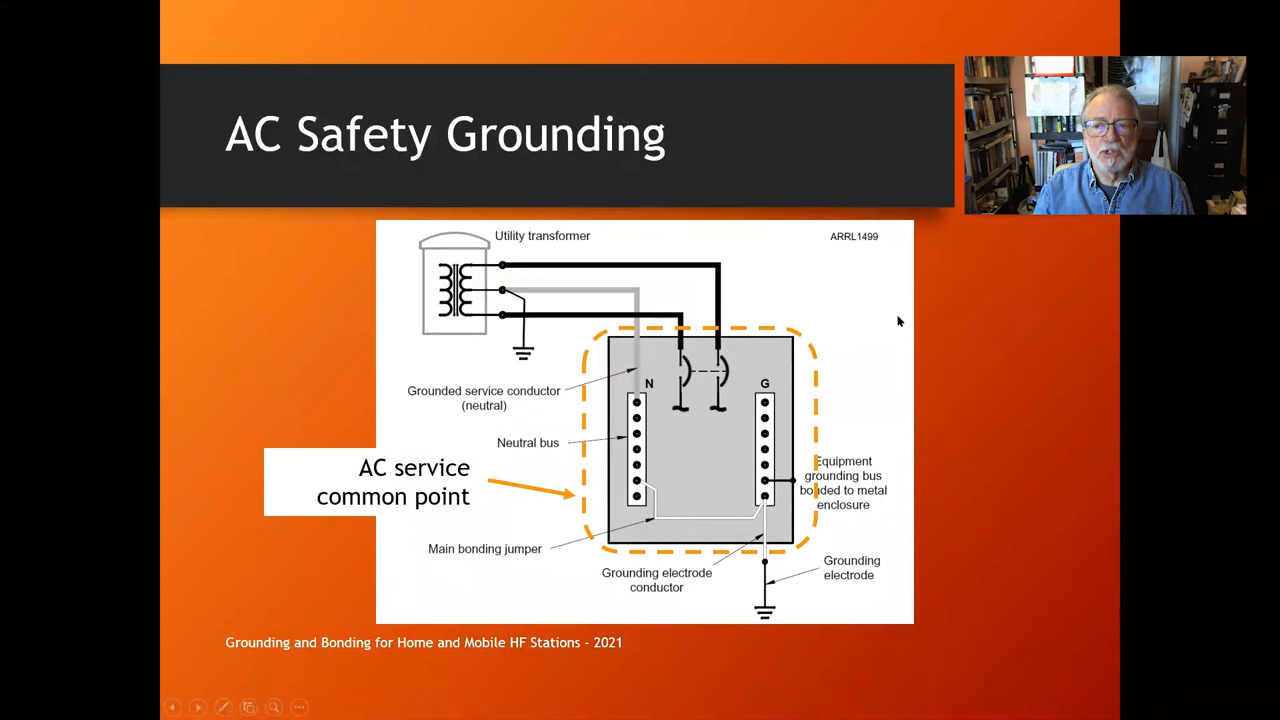 AC Safety Grounding
Utility transformer
ARRL1499
Grounded service conductor
(neutral)
N
G
Neutral bus
AC service
common point
Equipment
grounding bus
bonded to metal
enclosure
Main bonding jumper
Grounding electrode
conductor
Grounding
electrode
Grounding and Bonding for Home and Mobile HF Stations - 2021